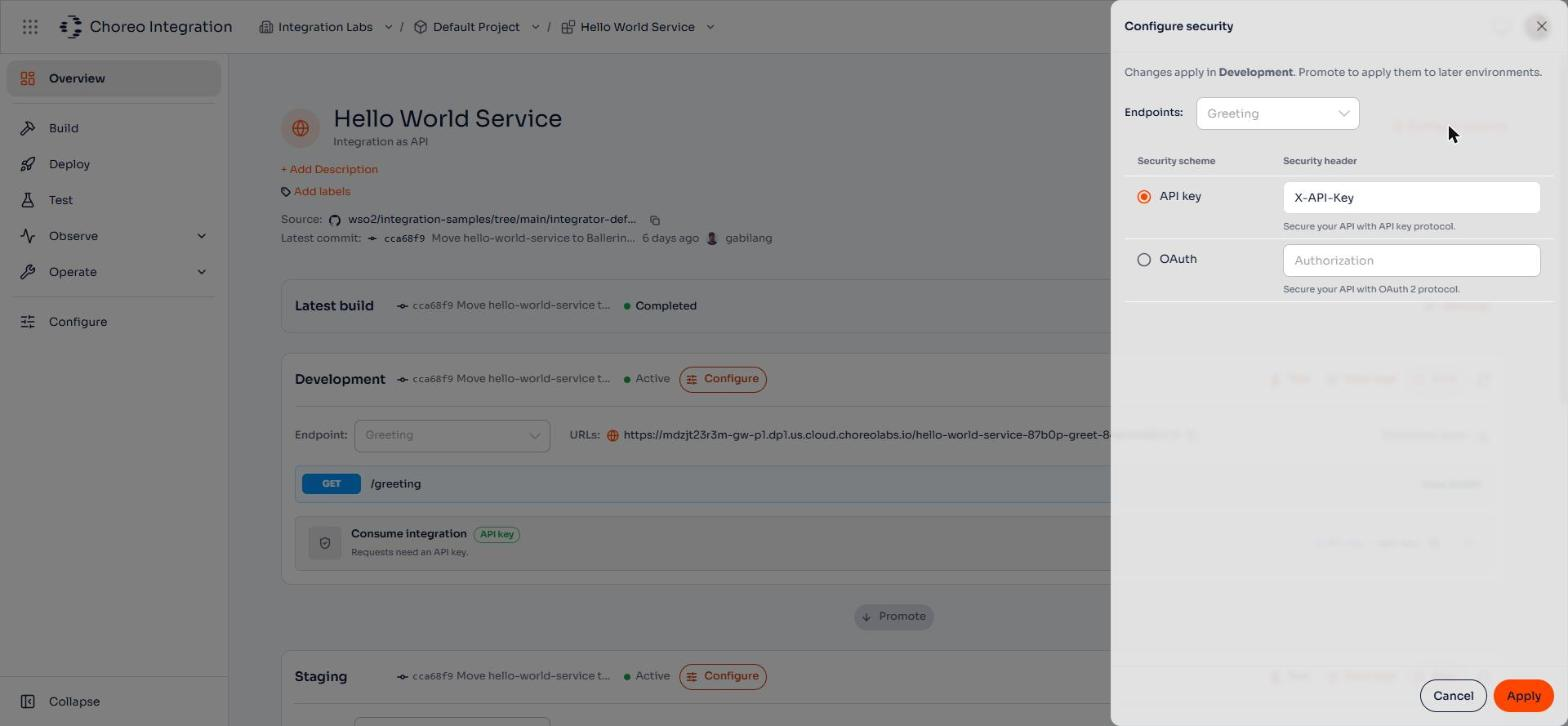 Choreo Integration
Integration Labs / Default Project / Hello World Service
Configure security
Overview
Build
Deploy
Test
Observe
Operate
Configure
Collapse
Hello World Service
Integration as API
+ Add Description
Add labels
Source: wso2/integration-samples/tree/main/integrator-def...
Latest commit: cca68f9 Move hello-world-service to Ballerin... 6 days ago gabilang
Latest build cca68f9 Move hello-world-service t... Completed
Development cca68f9 Move hello-world-service t... Active Configure
Endpoint: Greeting URLs: https://mdzjt23r3m-gw-p1.dp1.us.cloud.choreolabs.io/hello-world-service-87b0p-greet-8
GET /greeting
Consume integration API key
Requests need an API key.
Promote
Staging cca68f9 Move hello-world-service t... Active Configure
Changes apply in Development. Promote to apply them to later environments.
Endpoints: Greeting
Security scheme Security header
API key X-API-Key
Secure your API with API key protocol.
OAuth Authorization
Secure your API with OAuth 2 protocol.
Cancel Apply